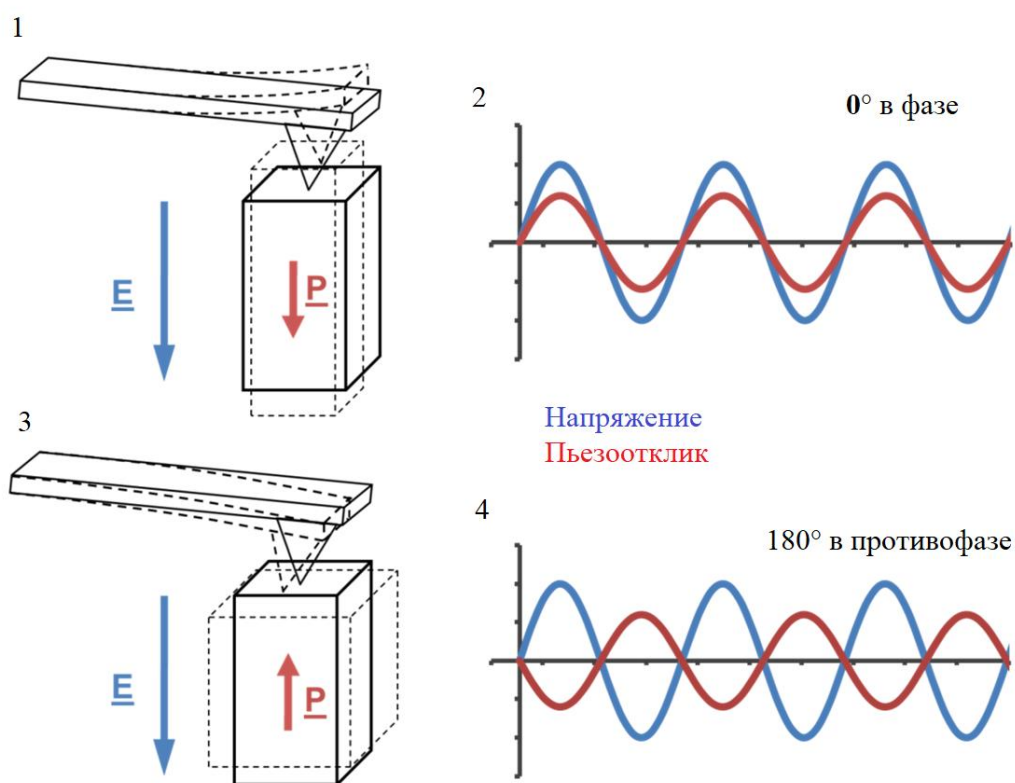 1
2
0° в фазе
E
P
Напряжение
Пьезоотклик
3
4
180° в противофазе
E
P